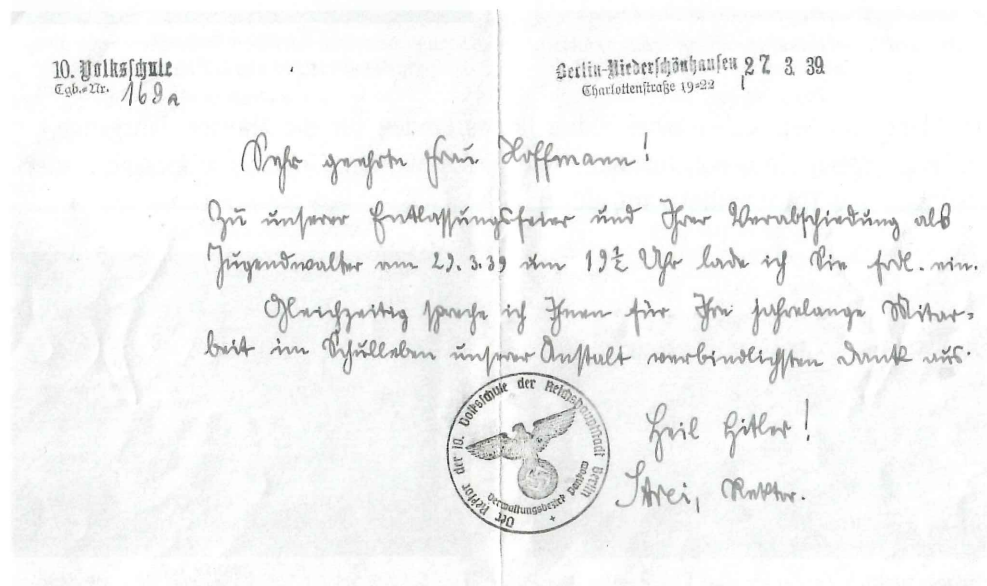 10. Volksschule
Tgb.-Nr. 168a
Berlin-Niederschönhausen 27. 3. 39
Charlottenstraße 19-22
Sehr geehrte Frau Hoffmann!
Zu unserer Entlassungsfeier und Ihrer Verabschiedung als
Jugendwalter am 29. 3. 39 um 19½ Uhr lade ich Sie frdl. ein.
Gleichzeitig spreche ich Ihnen für Ihre jahrelange Mitar-
beit im Schulleben unserer Anstalt verbindlichsten Dank aus.
Heil Hitler!
Rektor.
Der Rektor der 10. Volksschule der Reichshauptstadt Berlin
Verwaltungsbezirk Pankow